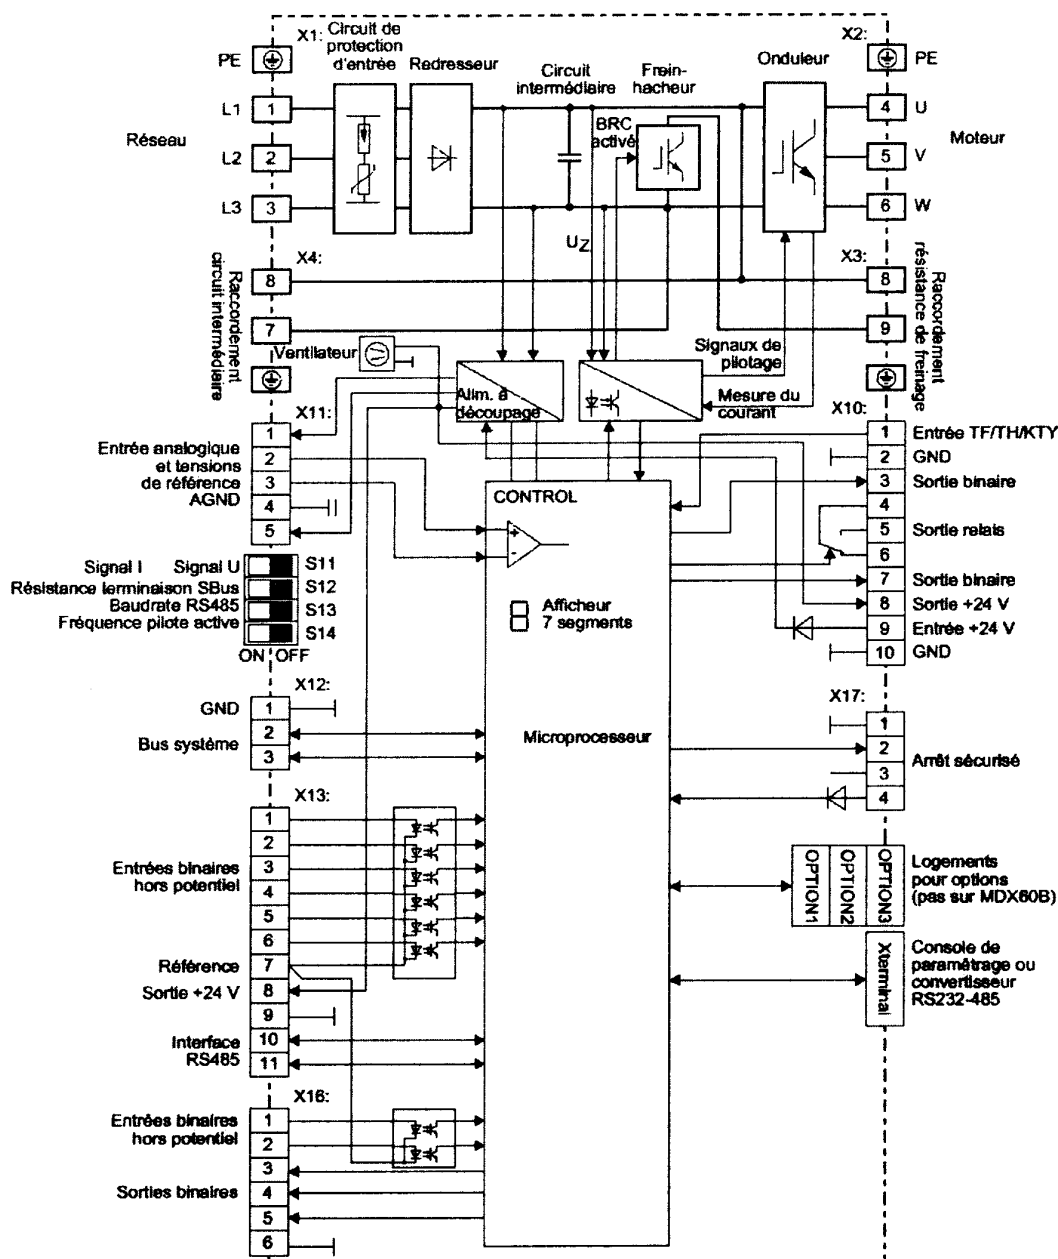 X1:
Circuit de
protection
d'entrée
Redresseur
Circuit
intermédiaire
Frein-
hacheur
Onduleur
X2:
PE
PE
BRC
activé
Réseau
L1
1
L2
2
L3
3
4
U
5
V
6
W
Moteur
U_Z
X4:
8
7
Raccordement
circuit intermédiaire
X3:
8
9
Raccordement
résistance de freinage
Ventilateur
Alim. à
découpage
Signaux de
pilotage
Mesure du
courant
X11:
1
2
3
4
5
Entrée analogique
et tensions
de référence
AGND
X10:
1
Entrée TF/TH/KTY
2
GND
3
Sortie binaire
4
5
Sortie relais
6
7
Sortie binaire
8
Sortie +24 V
9
Entrée +24 V
10
GND
CONTROL
+
-
Afficheur
7 segments
Microprocesseur
Signal I
Signal U
S11
Résistance terminaison SBus
S12
Baudrate RS485
S13
Fréquence pilote active
S14
ON OFF
X12:
GND
1
Bus système
2
3
X17:
1
2
3
4
Arrêt sécurisé
X13:
1
2
3
4
5
6
7
8
9
10
11
Entrées binaires
hors potentiel
Référence
Sortie +24 V
Interface
RS485
OPTION1
OPTION2
OPTION3
Logements
pour options
(pas sur MDX60B)
Xterminal
Console de
paramétrage ou
convertisseur
RS232-485
X16:
1
2
3
4
5
6
Entrées binaires
hors potentiel
Sorties binaires